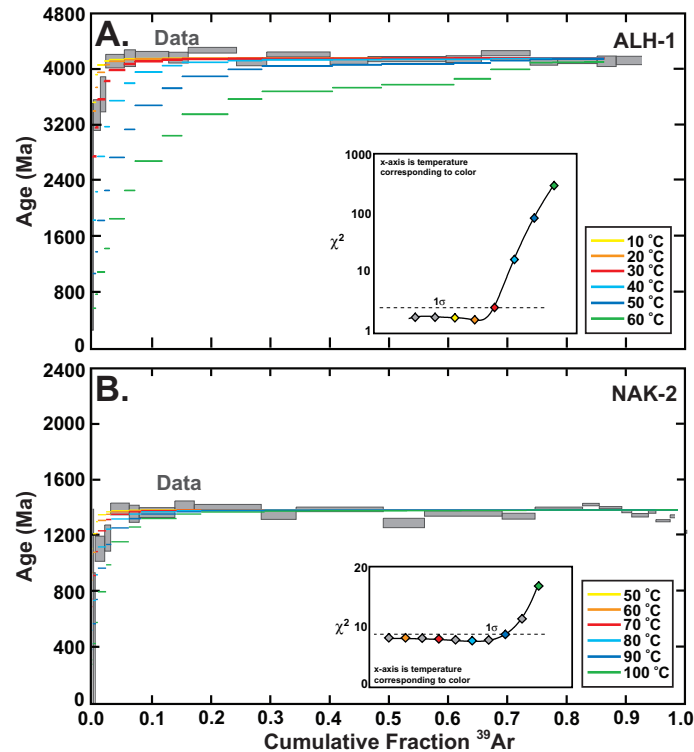 A.
Data
ALH-1
4800
4000
3200
2400
1600
800
0
Age (Ma)
x-axis is temperature
corresponding to color
1000
100
10
1
χ²
1σ
10 °C
20 °C
30 °C
40 °C
50 °C
60 °C
B.
Data
NAK-2
2400
2000
1600
1200
800
400
0
Age (Ma)
20
10
0
χ²
1σ
x-axis is temperature
corresponding to color
50 °C
60 °C
70 °C
80 °C
90 °C
100 °C
0.0 0.1 0.2 0.3 0.4 0.5 0.6 0.7 0.8 0.9 1.0
Cumulative Fraction ³⁹Ar